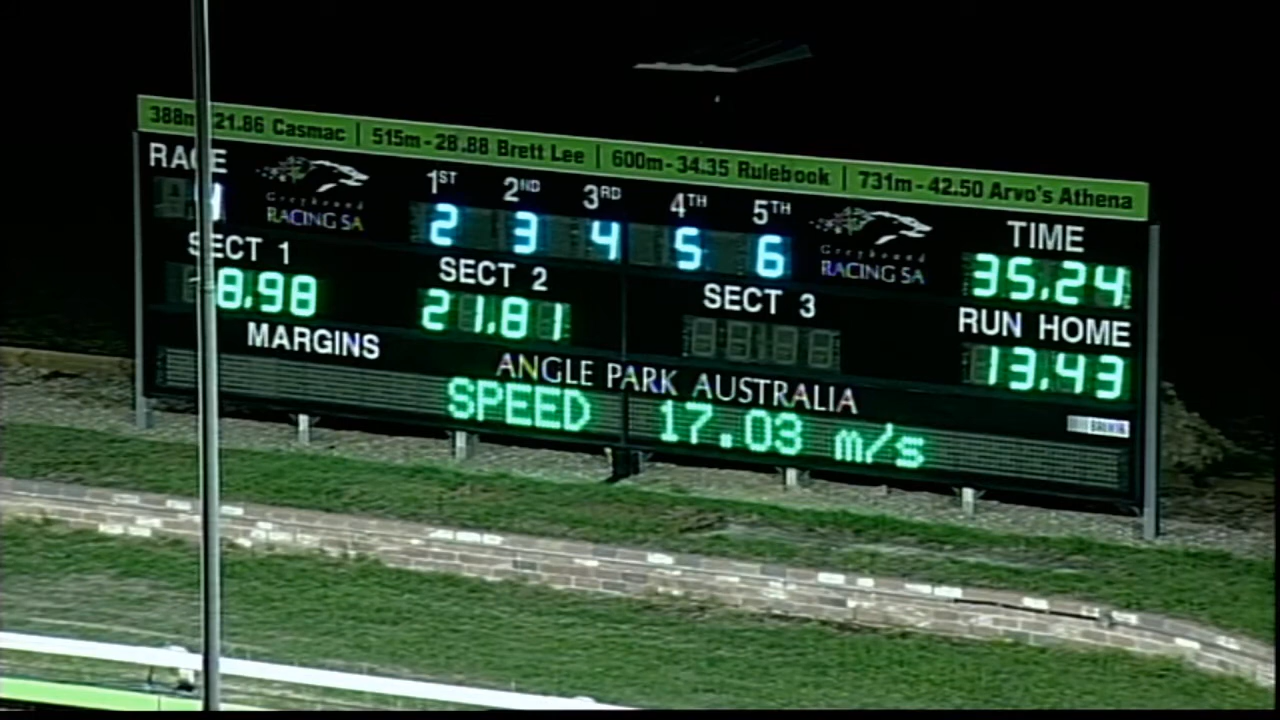 388m 21.86 Casmac | 515m - 28.88 Brett Lee | 600m - 34.35 Rulebook | 731m - 42.50 Arvo's Athena
RACE
Greyhound
RACING SA
1ST 2ND 3RD 4TH 5TH
2 3 4 5 6
Greyhound
RACING SA
TIME
35.24
SECT 1
8.98
SECT 2
21.81
SECT 3
RUN HOME
13.43
MARGINS
ANGLE PARK AUSTRALIA
SPEED 17.03 m/s